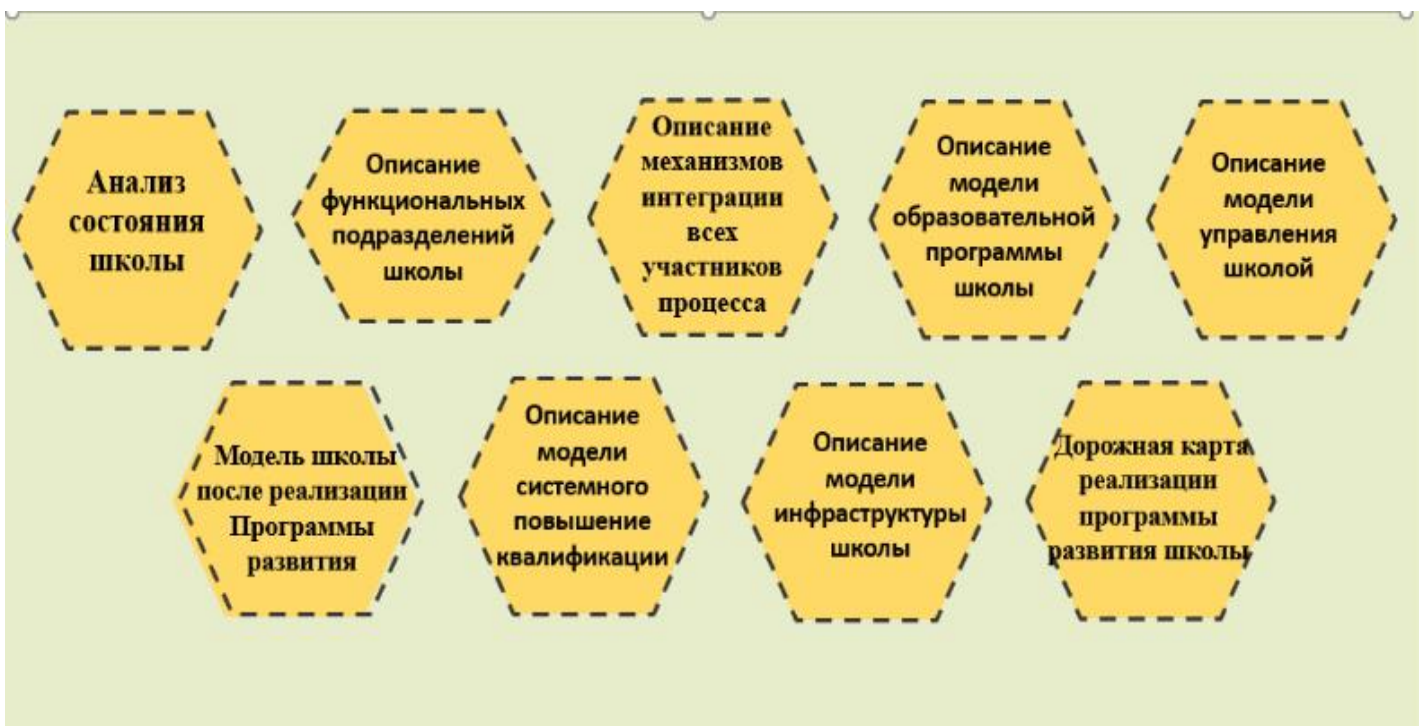 Анализ
состояния
школы
Описание
функциональных
подразделений
школы
Описание
механизмов
интеграции
всех
участников
процесса
Описание
модели
образовательной
программы
школы
Описание
модели
управления
школой
Модель школы
после реализации
Программы
развития
Описание
модели
системного
повышение
квалификации
Описание
модели
инфраструктуры
школы
Дорожная карта
реализации
программы
развития школы